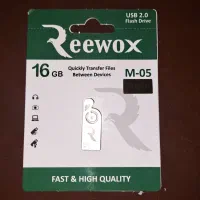 USB 2.0
Flash Drive
Reewox
16 GB
Quickly Transfer Files
Between Devices
M-05
FAST & HIGH QUALITY